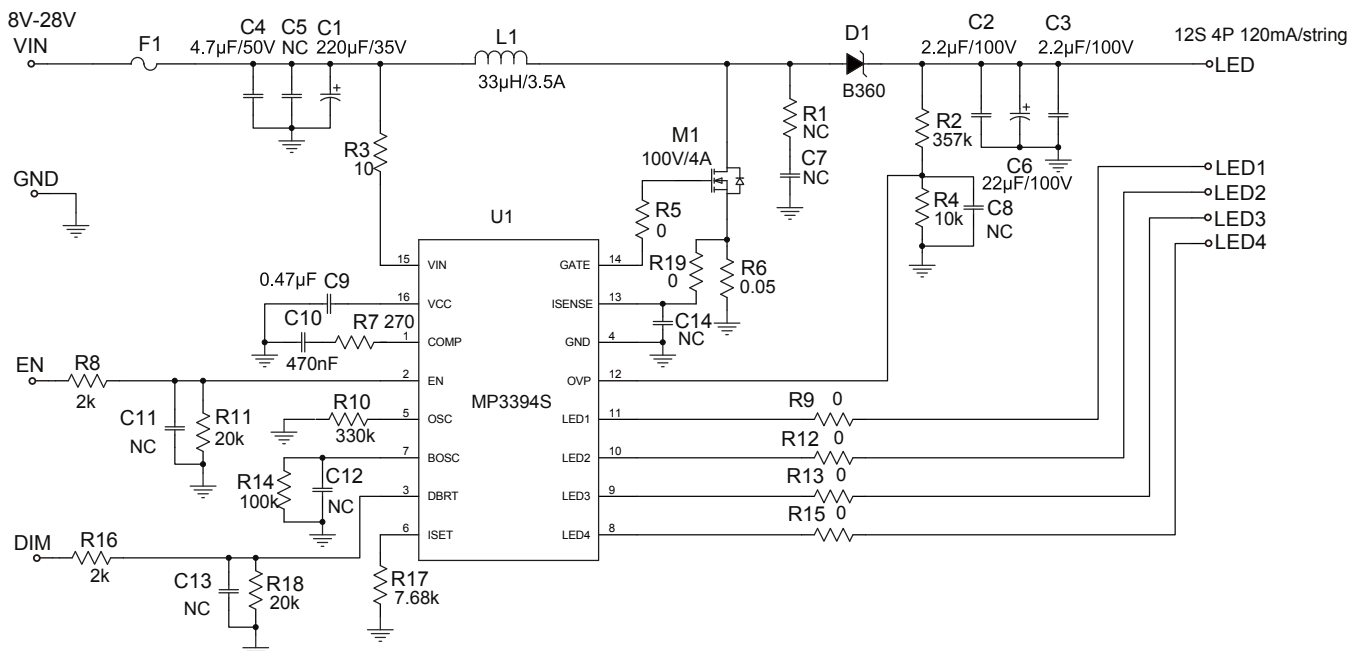 8V-28V
VIN
F1
C4
4.7µF/50V
C5
NC
C1
220µF/35V
L1
33µH/3.5A
D1
B360
C2
2.2µF/100V
C3
2.2µF/100V
12S 4P 120mA/string
LED
R1
NC
C7
NC
R2
357k
C6
22µF/100V
M1
100V/4A
R3
10
GND
R4
10k
C8
NC
LED1
LED2
LED3
LED4
R5
0
U1
R19
0
R6
0.05
C14
NC
0.47µF
C9
C10
470nF
R7 270
EN
R8
2k
C11
NC
R11
20k
R10
330k
R14
100k
C12
NC
DIM
R16
2k
C13
NC
R18
20k
R17
7.68k
MP3394S
15 VIN
16 VCC
1 COMP
2 EN
5 OSC
7 BOSC
3 DBRT
6 ISET
GATE 14
ISENSE 13
GND 4
OVP 12
LED1 11
LED2 10
LED3 9
LED4 8
R9 0
R12 0
R13 0
R15 0